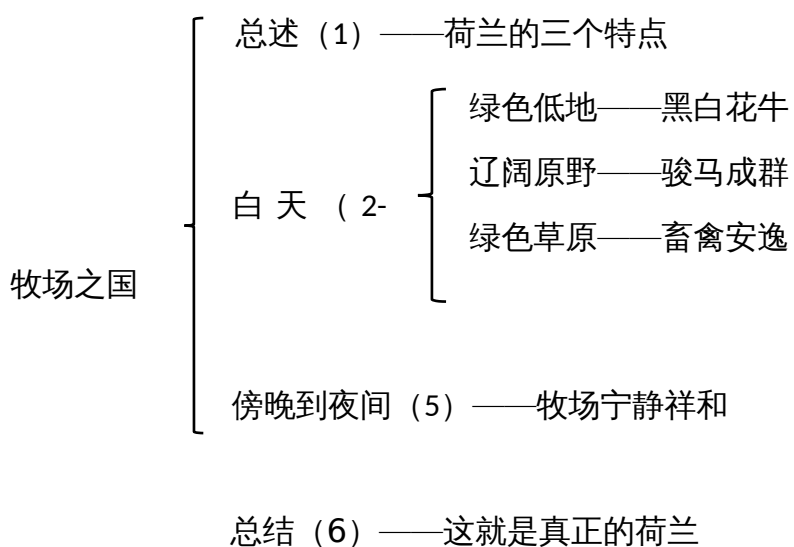 总述（1）——荷兰的三个特点
绿色低地——黑白花牛
辽阔原野——骏马成群
白 天 （ 2-
绿色草原——畜禽安逸
牧场之国
傍晚到夜间（5）——牧场宁静祥和
总结（6）——这就是真正的荷兰